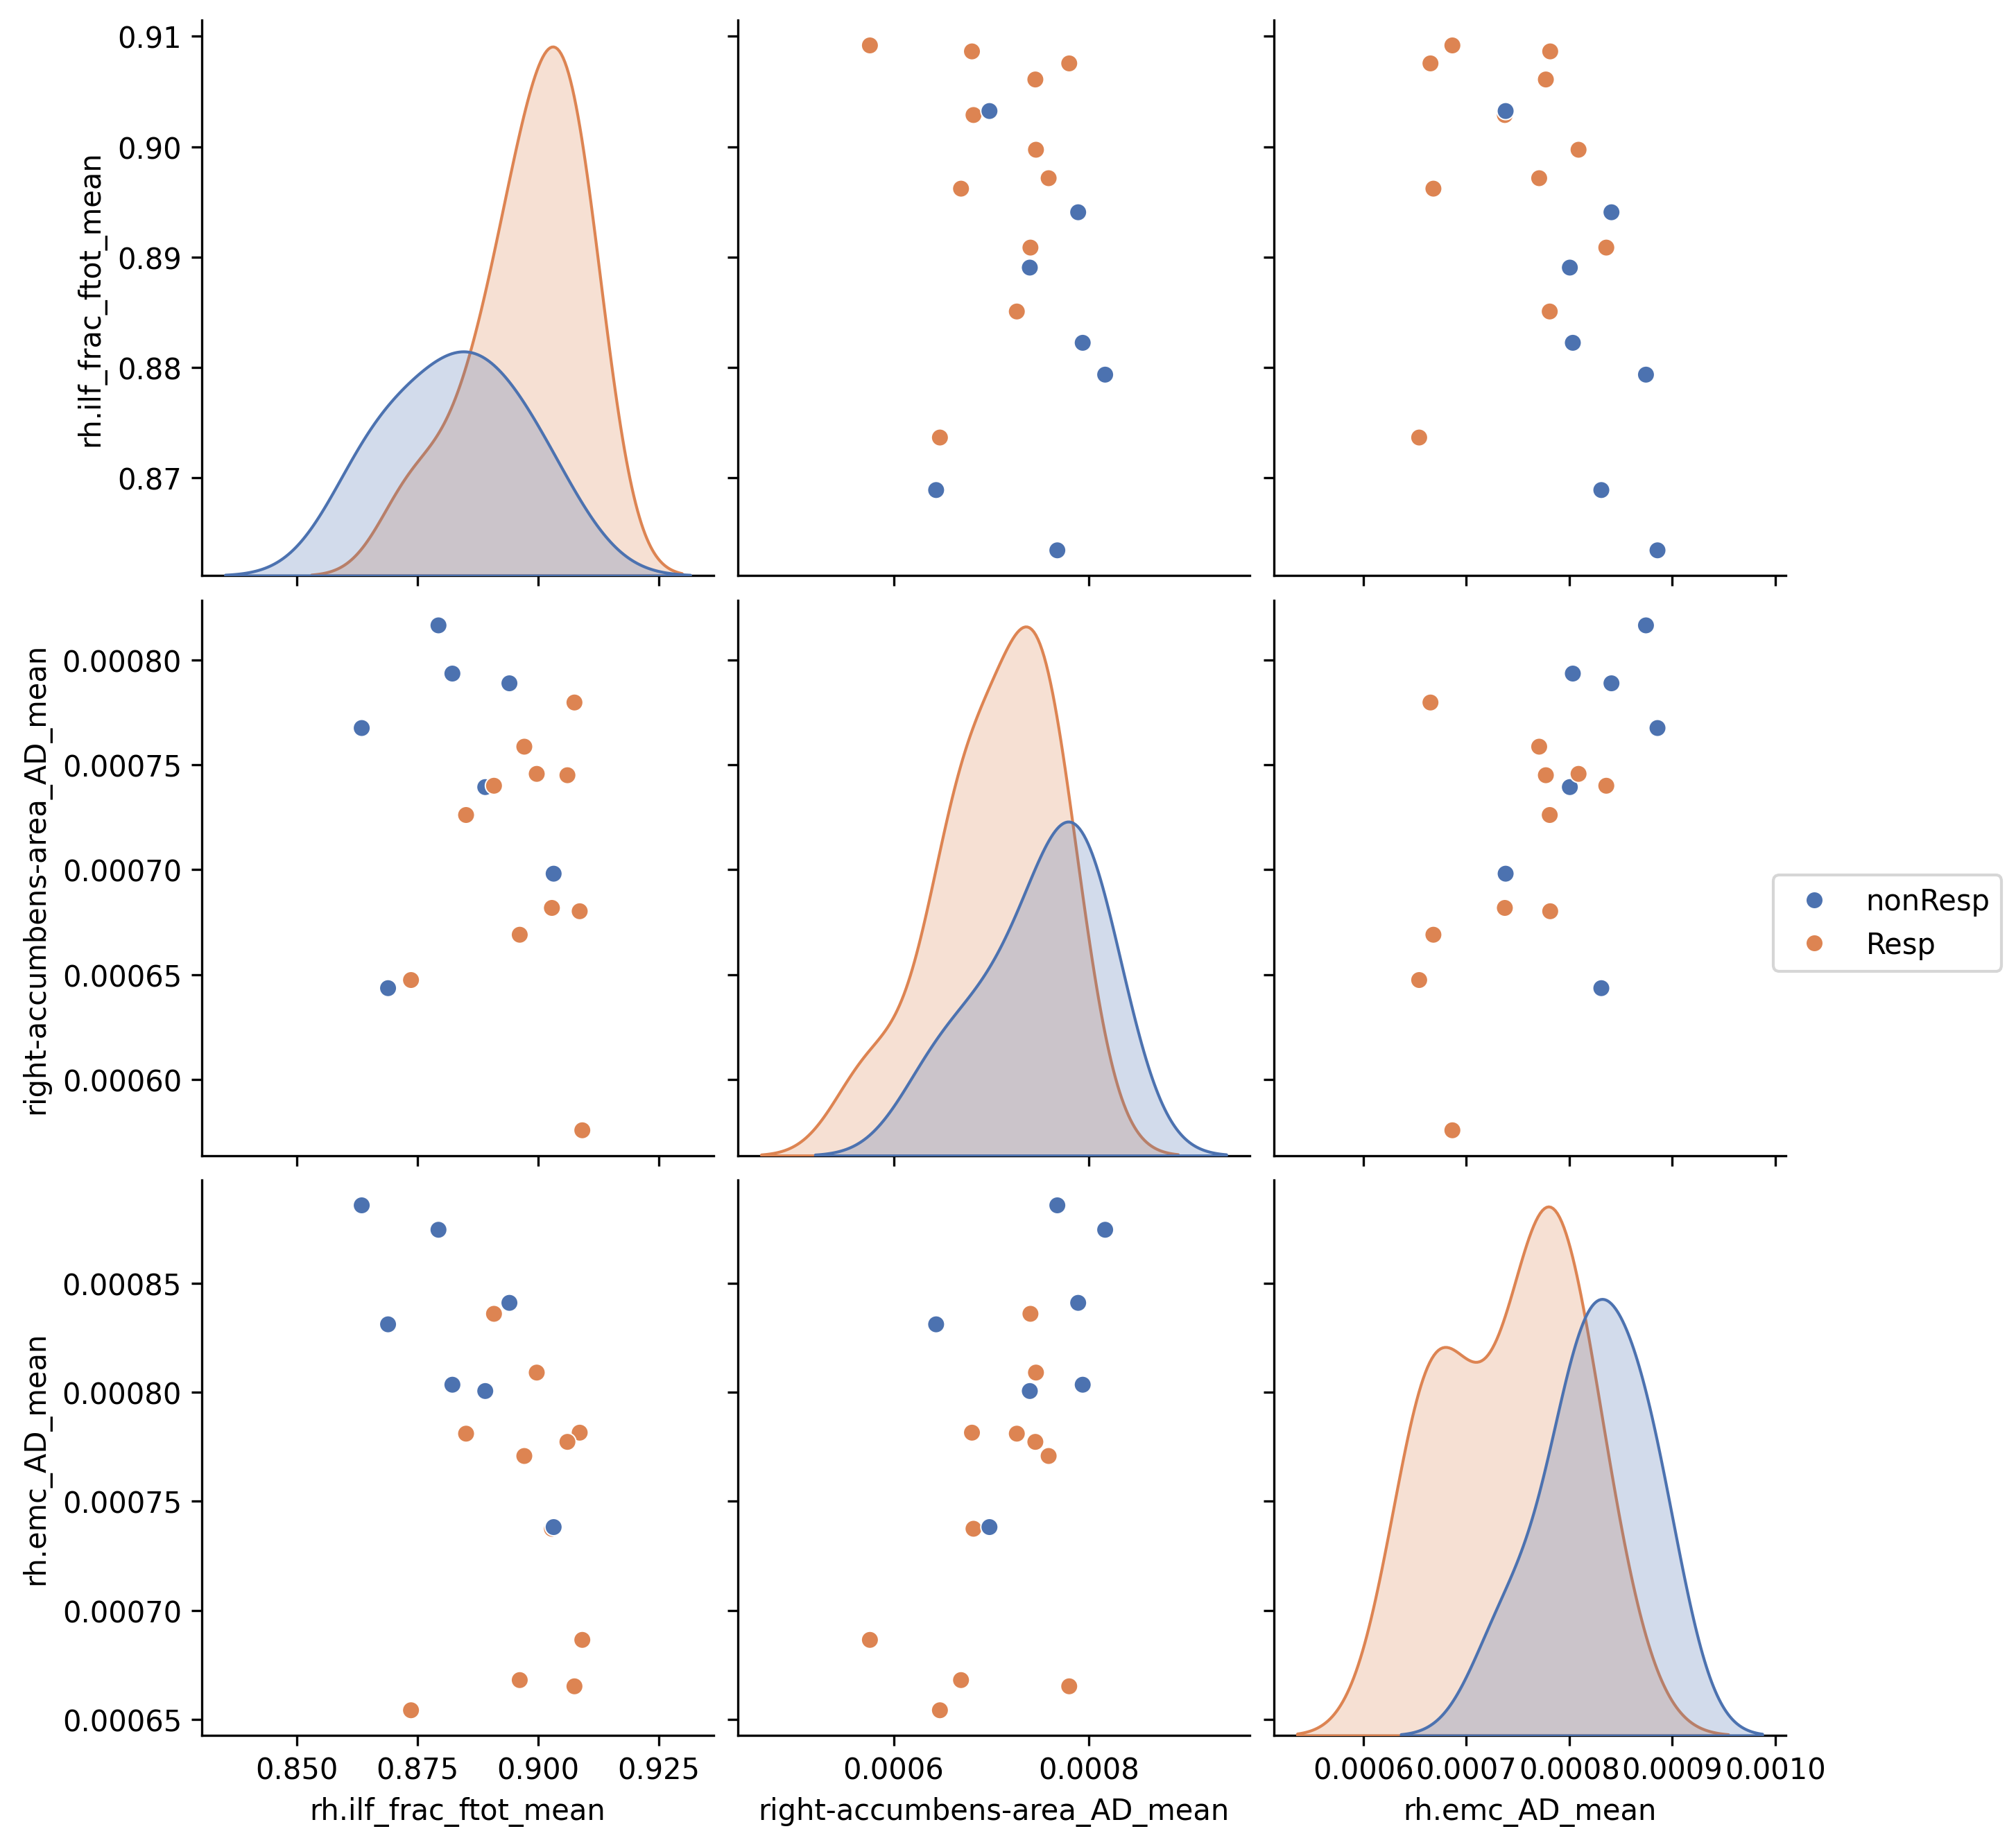 0.91
0.90
0.89
0.88
0.87
rh.ilf_frac_ftot_mean
0.00080
0.00075
0.00070
0.00065
0.00060
right-accumbens-area_AD_mean
nonResp
Resp
0.00085
0.00080
0.00075
0.00070
0.00065
rh.emc_AD_mean
0.850 0.875 0.900 0.925
0.0006 0.0008
0.0006 0.0007 0.0008 0.0009 0.0010
rh.ilf_frac_ftot_mean
right-accumbens-area_AD_mean
rh.emc_AD_mean